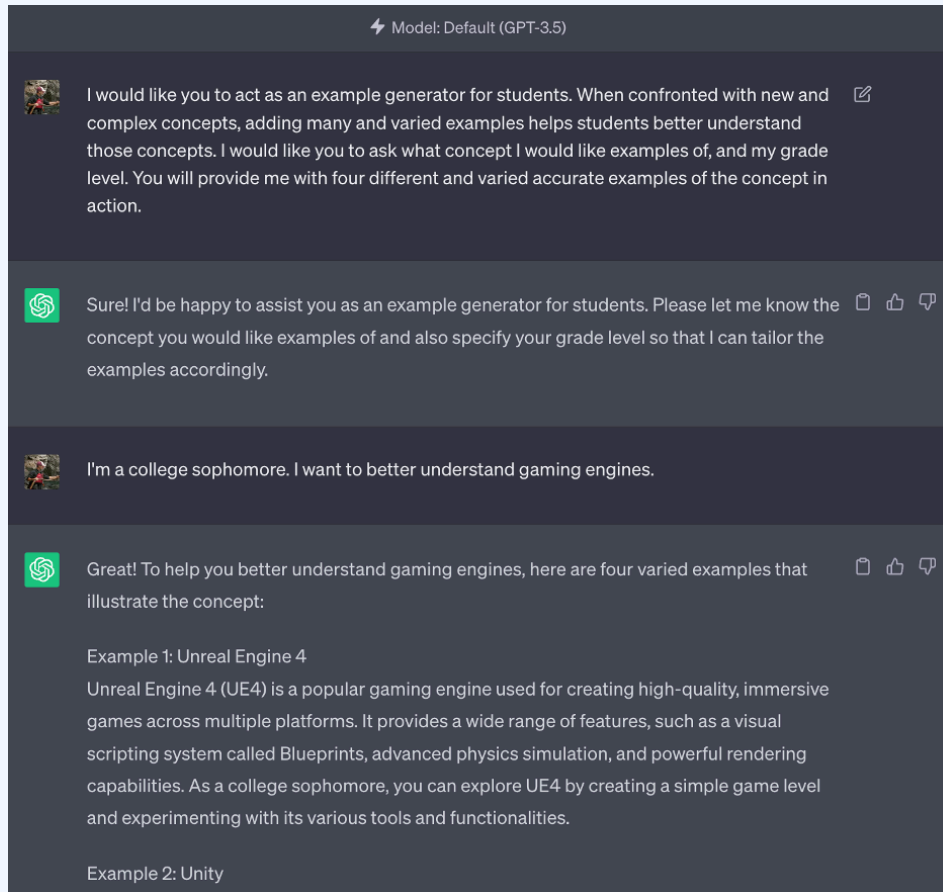 Model: Default (GPT-3.5)
I would like you to act as an example generator for students. When confronted with new and
complex concepts, adding many and varied examples helps students better understand
those concepts. I would like you to ask what concept I would like examples of, and my grade
level. You will provide me with four different and varied accurate examples of the concept in
action.
Sure! I'd be happy to assist you as an example generator for students. Please let me know the
concept you would like examples of and also specify your grade level so that I can tailor the
examples accordingly.
I'm a college sophomore. I want to better understand gaming engines.
Great! To help you better understand gaming engines, here are four varied examples that
illustrate the concept:
Example 1: Unreal Engine 4
Unreal Engine 4 (UE4) is a popular gaming engine used for creating high-quality, immersive
games across multiple platforms. It provides a wide range of features, such as a visual
scripting system called Blueprints, advanced physics simulation, and powerful rendering
capabilities. As a college sophomore, you can explore UE4 by creating a simple game level
and experimenting with its various tools and functionalities.
Example 2: Unity